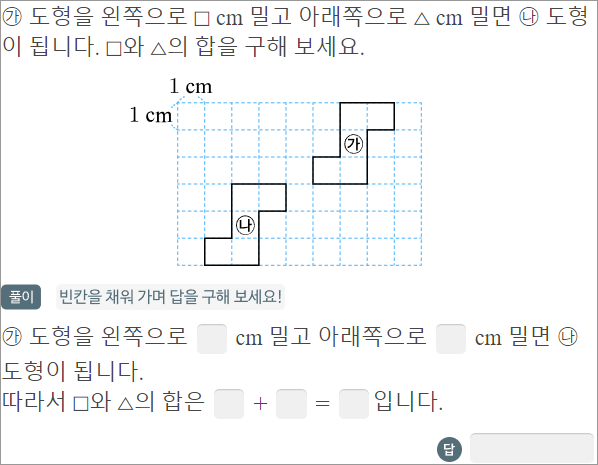 ㉮ 도형을 왼쪽으로 □ cm 밀고 아래쪽으로 △ cm 밀면 ㉯ 도형
이 됩니다. □와 △의 합을 구해 보세요.
1 cm
1 cm
㉮
㉯
풀이 빈칸을 채워 가며 답을 구해 보세요!
㉮ 도형을 왼쪽으로 cm 밀고 아래쪽으로 cm 밀면 ㉯
도형이 됩니다.
따라서 □와 △의 합은 + = 입니다.
답